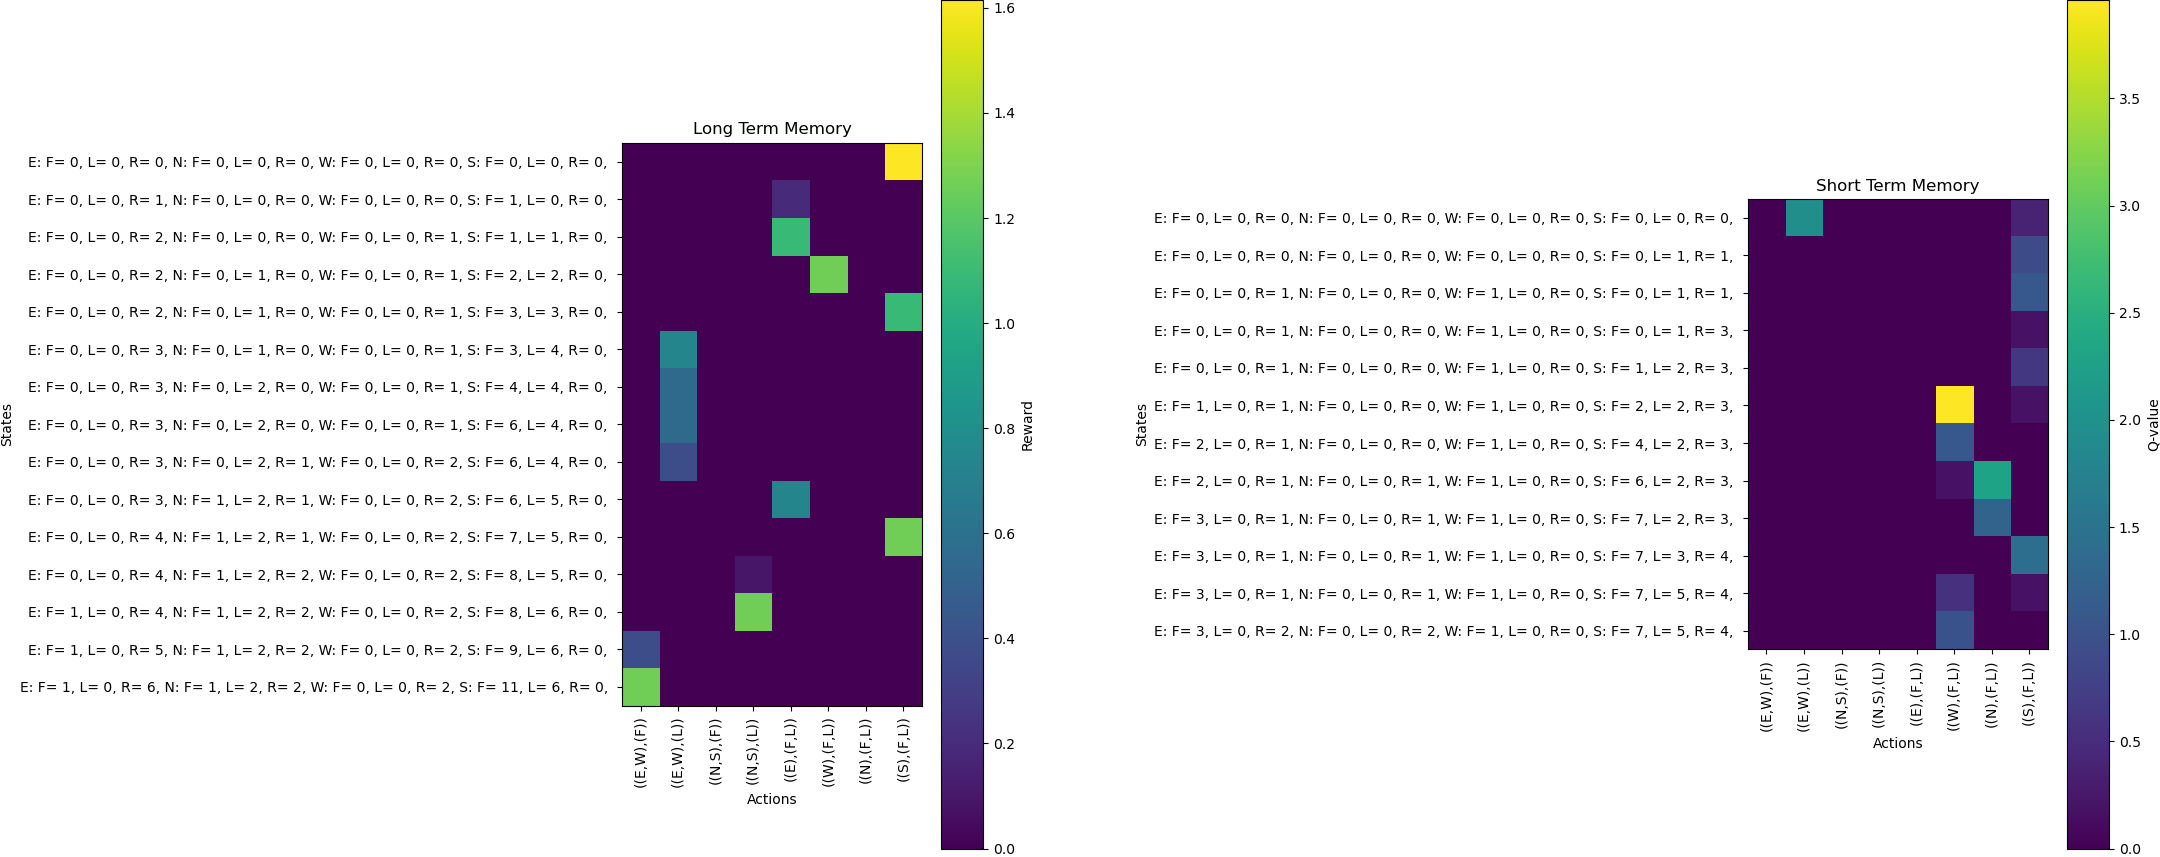 Long Term Memory
States
E: F= 0, L= 0, R= 0, N: F= 0, L= 0, R= 0, W: F= 0, L= 0, R= 0, S: F= 0, L= 0, R= 0,
E: F= 0, L= 0, R= 1, N: F= 0, L= 0, R= 0, W: F= 0, L= 0, R= 0, S: F= 1, L= 0, R= 0,
E: F= 0, L= 0, R= 2, N: F= 0, L= 0, R= 0, W: F= 0, L= 0, R= 1, S: F= 1, L= 1, R= 0,
E: F= 0, L= 0, R= 2, N: F= 0, L= 1, R= 0, W: F= 0, L= 0, R= 1, S: F= 2, L= 2, R= 0,
E: F= 0, L= 0, R= 2, N: F= 0, L= 1, R= 0, W: F= 0, L= 0, R= 1, S: F= 3, L= 3, R= 0,
E: F= 0, L= 0, R= 3, N: F= 0, L= 1, R= 0, W: F= 0, L= 0, R= 1, S: F= 3, L= 4, R= 0,
E: F= 0, L= 0, R= 3, N: F= 0, L= 2, R= 0, W: F= 0, L= 0, R= 1, S: F= 4, L= 4, R= 0,
E: F= 0, L= 0, R= 3, N: F= 0, L= 2, R= 0, W: F= 0, L= 0, R= 1, S: F= 6, L= 4, R= 0,
E: F= 0, L= 0, R= 3, N: F= 0, L= 2, R= 1, W: F= 0, L= 0, R= 2, S: F= 6, L= 4, R= 0,
E: F= 0, L= 0, R= 3, N: F= 1, L= 2, R= 1, W: F= 0, L= 0, R= 2, S: F= 6, L= 5, R= 0,
E: F= 0, L= 0, R= 4, N: F= 1, L= 2, R= 1, W: F= 0, L= 0, R= 2, S: F= 7, L= 5, R= 0,
E: F= 0, L= 0, R= 4, N: F= 1, L= 2, R= 2, W: F= 0, L= 0, R= 2, S: F= 8, L= 5, R= 0,
E: F= 1, L= 0, R= 4, N: F= 1, L= 2, R= 2, W: F= 0, L= 0, R= 2, S: F= 8, L= 6, R= 0,
E: F= 1, L= 0, R= 5, N: F= 1, L= 2, R= 2, W: F= 0, L= 0, R= 2, S: F= 9, L= 6, R= 0,
E: F= 1, L= 0, R= 6, N: F= 1, L= 2, R= 2, W: F= 0, L= 0, R= 2, S: F= 11, L= 6, R= 0,
((E,W),(F))
((E,W),(L))
((N,S),(F))
((N,S),(L))
((E),(F,L))
((W),(F,L))
((N),(F,L))
((S),(F,L))
Actions
1.6
1.4
1.2
1.0
0.8
0.6
0.4
0.2
0.0
Reward
Short Term Memory
States
E: F= 0, L= 0, R= 0, N: F= 0, L= 0, R= 0, W: F= 0, L= 0, R= 0, S: F= 0, L= 0, R= 0,
E: F= 0, L= 0, R= 0, N: F= 0, L= 0, R= 0, W: F= 0, L= 0, R= 0, S: F= 0, L= 1, R= 1,
E: F= 0, L= 0, R= 1, N: F= 0, L= 0, R= 0, W: F= 1, L= 0, R= 0, S: F= 0, L= 1, R= 1,
E: F= 0, L= 0, R= 1, N: F= 0, L= 0, R= 0, W: F= 1, L= 0, R= 0, S: F= 0, L= 1, R= 3,
E: F= 0, L= 0, R= 1, N: F= 0, L= 0, R= 0, W: F= 1, L= 0, R= 0, S: F= 1, L= 2, R= 3,
E: F= 1, L= 0, R= 1, N: F= 0, L= 0, R= 0, W: F= 1, L= 0, R= 0, S: F= 2, L= 2, R= 3,
E: F= 2, L= 0, R= 1, N: F= 0, L= 0, R= 0, W: F= 1, L= 0, R= 0, S: F= 4, L= 2, R= 3,
E: F= 2, L= 0, R= 1, N: F= 0, L= 0, R= 1, W: F= 1, L= 0, R= 0, S: F= 6, L= 2, R= 3,
E: F= 3, L= 0, R= 1, N: F= 0, L= 0, R= 1, W: F= 1, L= 0, R= 0, S: F= 7, L= 2, R= 3,
E: F= 3, L= 0, R= 1, N: F= 0, L= 0, R= 1, W: F= 1, L= 0, R= 0, S: F= 7, L= 3, R= 4,
E: F= 3, L= 0, R= 1, N: F= 0, L= 0, R= 1, W: F= 1, L= 0, R= 0, S: F= 7, L= 5, R= 4,
E: F= 3, L= 0, R= 2, N: F= 0, L= 0, R= 2, W: F= 1, L= 0, R= 0, S: F= 7, L= 5, R= 4,
((E,W),(F))
((E,W),(L))
((N,S),(F))
((N,S),(L))
((E),(F,L))
((W),(F,L))
((N),(F,L))
((S),(F,L))
Actions
3.5
3.0
2.5
2.0
1.5
1.0
0.5
0.0
Q-value